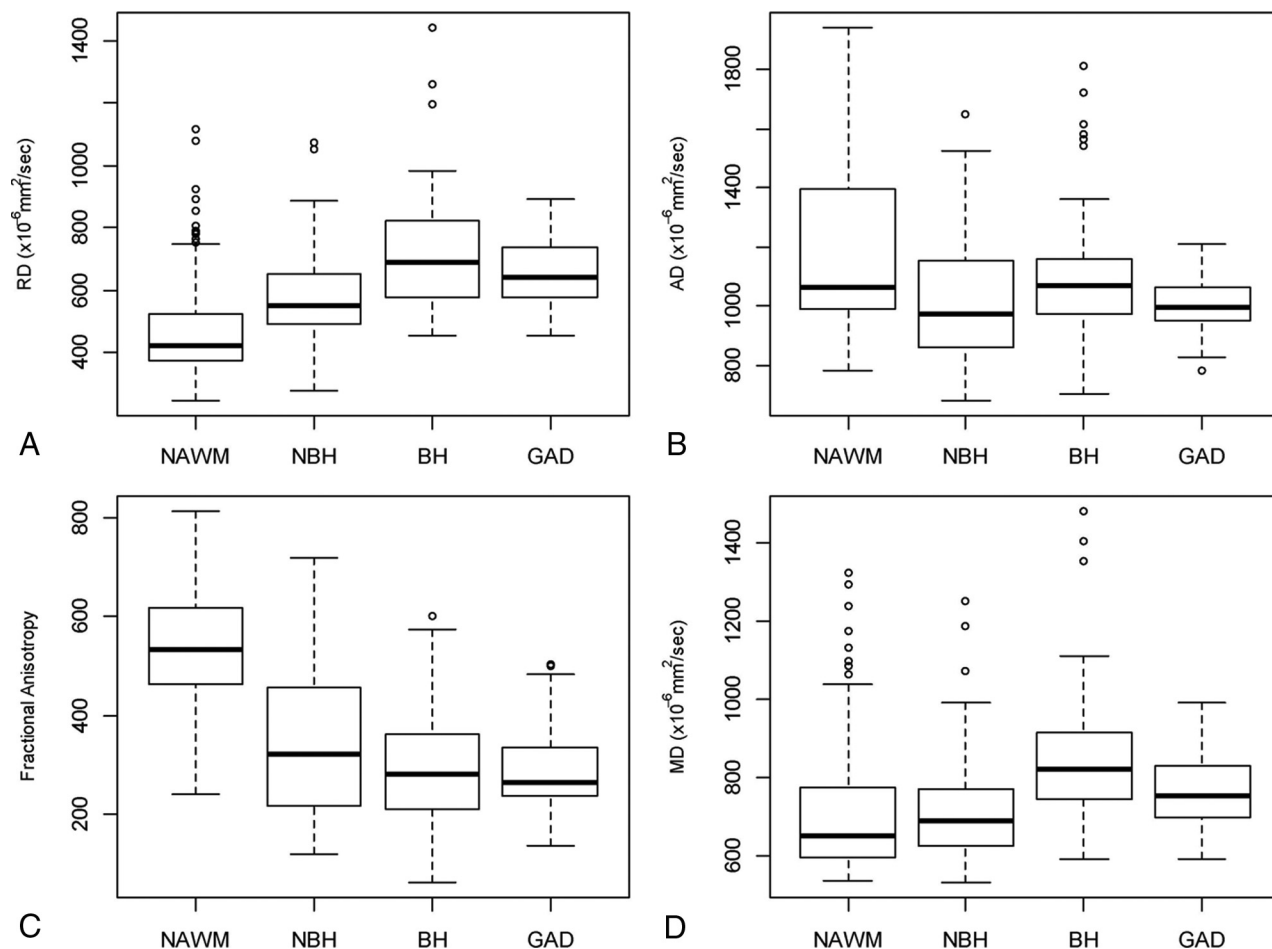 RD (x10⁻⁶mm²/sec)
1400
1000
800
600
400
NAWM NBH BH GAD
A
AD (x10⁻⁶mm²/sec)
1800
1400
1000
800
NAWM NBH BH GAD
B
Fractional Anisotropy
800
600
400
200
NAWM NBH BH GAD
C
MD (x10⁻⁶mm²/sec)
1400
1200
1000
800
600
NAWM NBH BH GAD
D